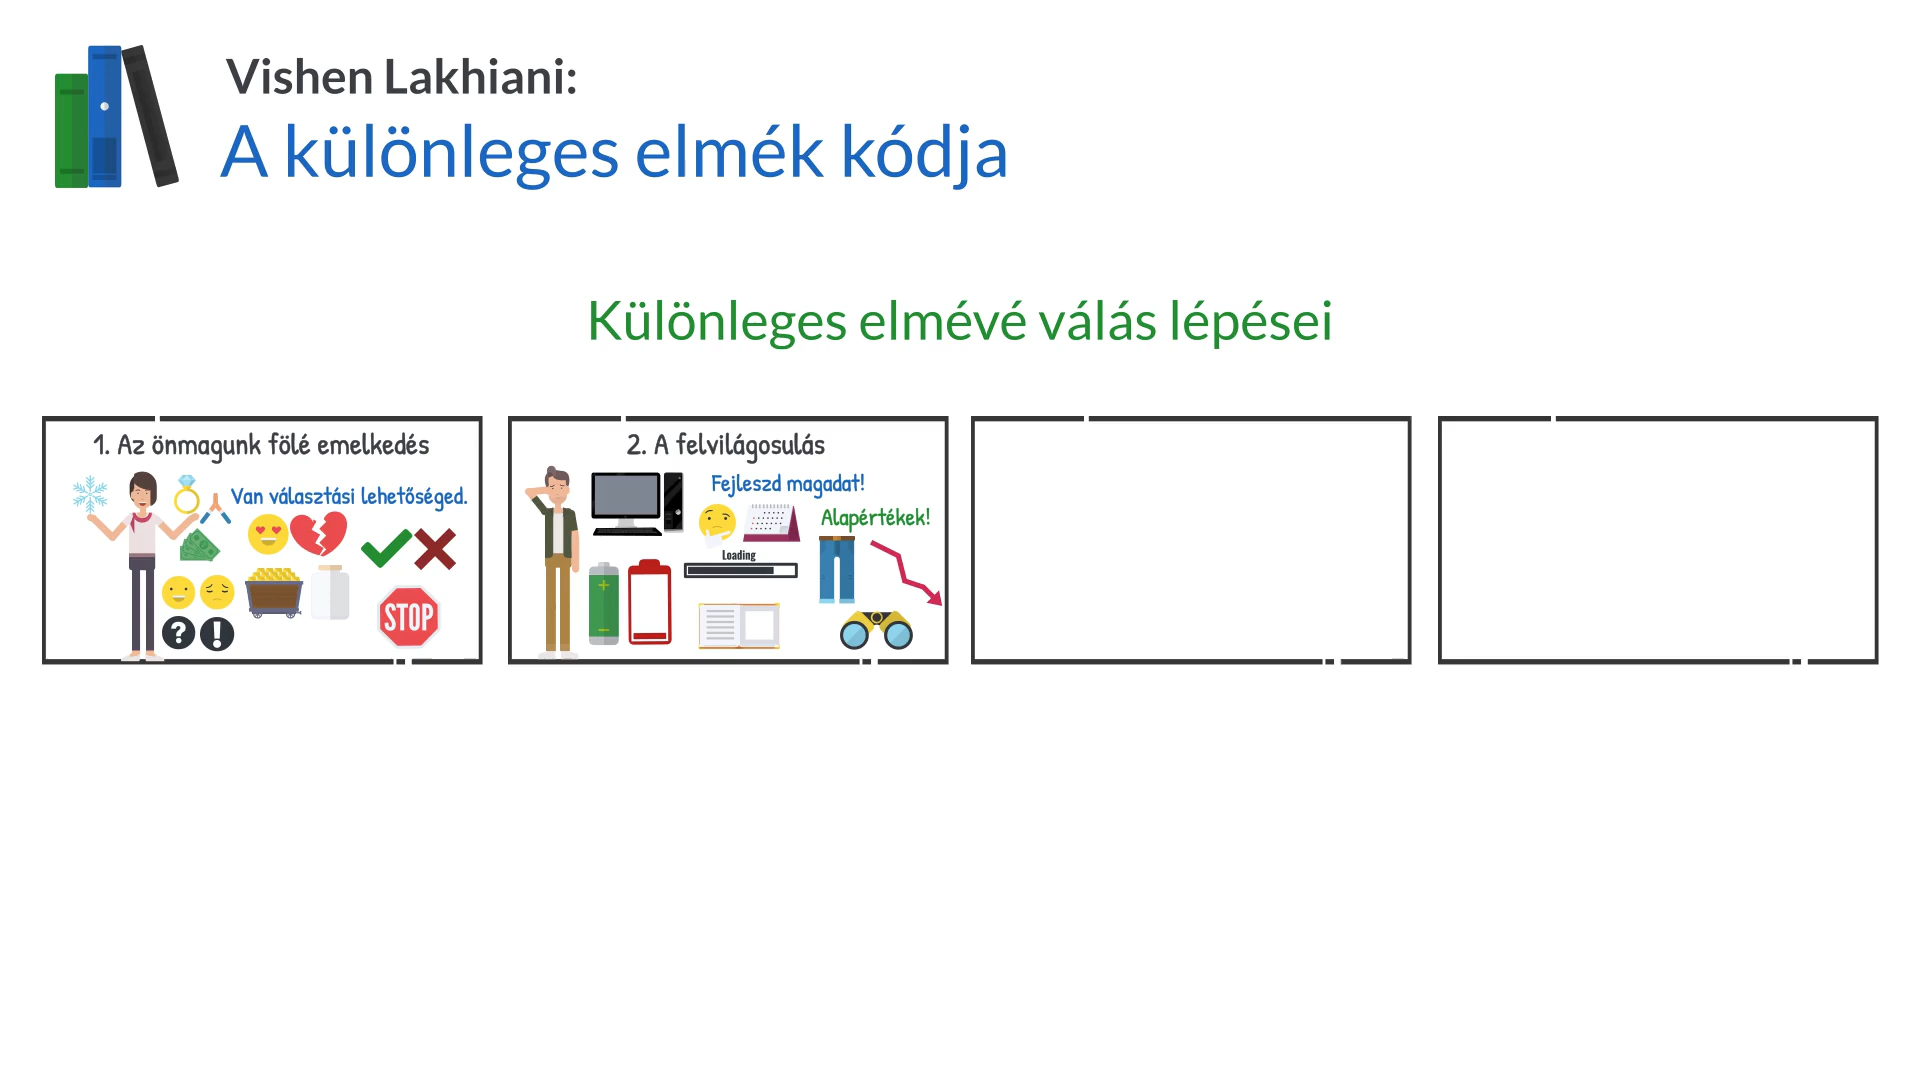 Vishen Lakhiani:
A különleges elmék kódja
Különleges elmévé válás lépései
1. Az önmagunk fölé emelkedés
Van választási lehetőséged.
STOP
2. A felvilágosulás
Fejleszd magadat!
Alapértékek!
Loading